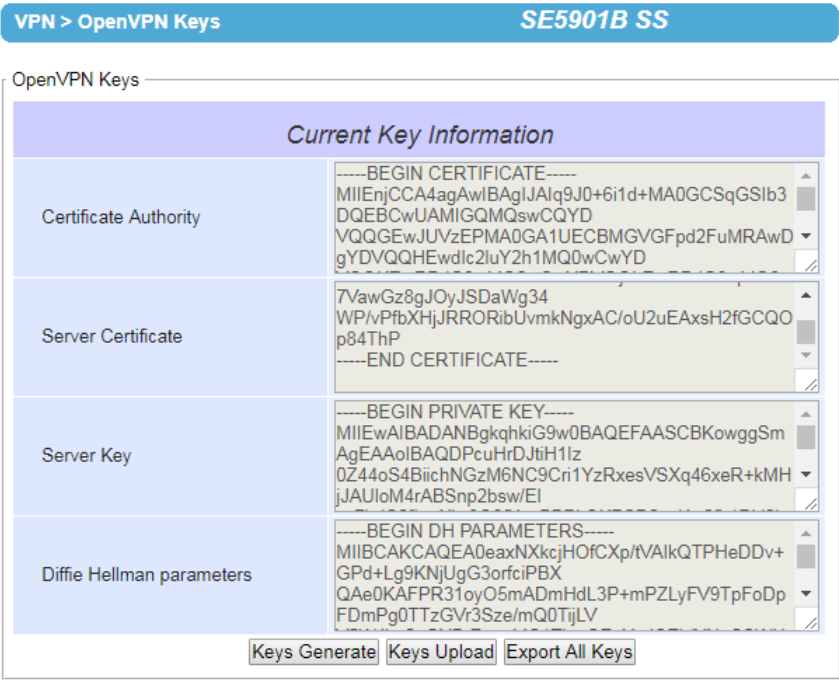 VPN > OpenVPN Keys SE5901B SS
OpenVPN Keys
Current Key Information
Certificate Authority
-----BEGIN CERTIFICATE-----
MIIEnjCCA4agAwIBAgIJAIq9J0+6i1d+MA0GCSqGSIb3
DQEBCwUAMIGQMQswCQYD
VQQGEwJUVzEPMA0GA1UECBMGVGFpd2FuMRAwD
gYDVQQHEwdIc2luY2h1MQ0wCwYD
Server Certificate
7VawGz8gJOyJSDaWg34
WP/vPfbXHjJRRORibUvmkNgxAC/oU2uEAxsH2fGCQO
p84ThP
-----END CERTIFICATE-----
Server Key
-----BEGIN PRIVATE KEY-----
MIIEwAIBADANBgkqhkiG9w0BAQEFAASCBKowggSm
AgEAAoIBAQDPcuHrDJtiH1Iz
0Z44oS4BiichNGzM6NC9Cri1YzRxesVSXq46xeR+kMH
jJAUIoM4rABSnp2bsw/EI
Diffie Hellman parameters
-----BEGIN DH PARAMETERS-----
MIIBCAKCAQEA0eaxNXkcjHOfCXp/tVAlkQTPHeDDv+
GPd+Lg9KNjUgG3orfciPBX
QAe0KAFPR31oyO5mADmHdL3P+mPZLyFV9TpFoDp
FDmPg0TTzGVr3Sze/mQ0TijLV
Keys Generate Keys Upload Export All Keys